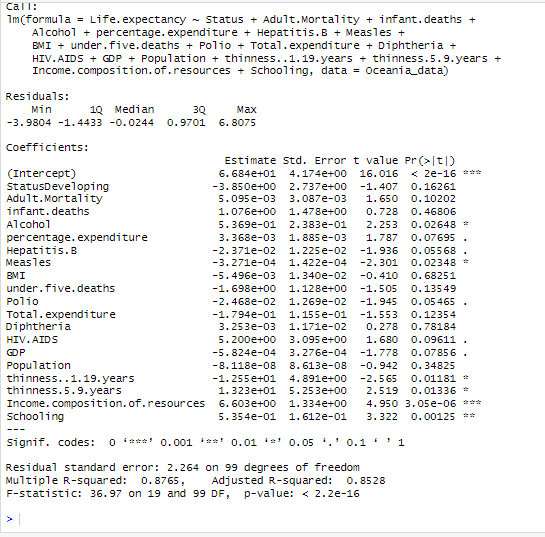 Call:
lm(formula = Life.expectancy ~ Status + Adult.Mortality + infant.deaths +
    Alcohol + percentage.expenditure + Hepatitis.B + Measles +
    BMI + under.five.deaths + Polio + Total.expenditure + Diphtheria +
    HIV.AIDS + GDP + Population + thinness..1.19.years + thinness.5.9.years +
    Income.composition.of.resources + Schooling, data = Oceania_data)
Residuals:
    Min      1Q  Median      3Q     Max
-3.9804 -1.4433 -0.0244  0.9701  6.8075
Coefficients:
                                  Estimate Std. Error t value Pr(>|t|)
(Intercept)                      6.684e+01  4.174e+00  16.016  < 2e-16 ***
StatusDeveloping                -3.850e+00  2.737e+00  -1.407  0.16261
Adult.Mortality                  5.095e-03  3.087e-03   1.650  0.10202
infant.deaths                    1.076e+00  1.478e+00   0.728  0.46806
Alcohol                          5.369e-01  2.383e-01   2.253  0.02648 *
percentage.expenditure           3.368e-03  1.885e-03   1.787  0.07695 .
Hepatitis.B                     -2.371e-02  1.225e-02  -1.936  0.05568 .
Measles                         -3.271e-04  1.422e-04  -2.301  0.02348 *
BMI                             -5.496e-03  1.340e-02  -0.410  0.68251
under.five.deaths               -1.698e+00  1.128e+00  -1.505  0.13549
Polio                           -2.468e-02  1.269e-02  -1.945  0.05465 .
Total.expenditure               -1.794e-01  1.155e-01  -1.553  0.12354
Diphtheria                       3.253e-03  1.171e-02   0.278  0.78184
HIV.AIDS                         5.200e+00  3.095e+00   1.680  0.09611 .
GDP                             -5.824e-04  3.276e-04  -1.778  0.07856 .
Population                      -8.118e-08  8.613e-08  -0.942  0.34825
thinness..1.19.years            -1.255e+01  4.891e+00  -2.565  0.01181 *
thinness.5.9.years               1.323e+01  5.253e+00   2.519  0.01336 *
Income.composition.of.resources  6.603e+00  1.334e+00   4.950 3.05e-06 ***
Schooling                        5.354e-01  1.612e-01   3.322  0.00125 **
---
Signif. codes:  0 ‘***’ 0.001 ‘**’ 0.01 ‘*’ 0.05 ‘.’ 0.1 ‘ ’ 1
Residual standard error: 2.264 on 99 degrees of freedom
Multiple R-squared:  0.8765,    Adjusted R-squared:  0.8528
F-statistic: 36.97 on 19 and 99 DF,  p-value: < 2.2e-16
>